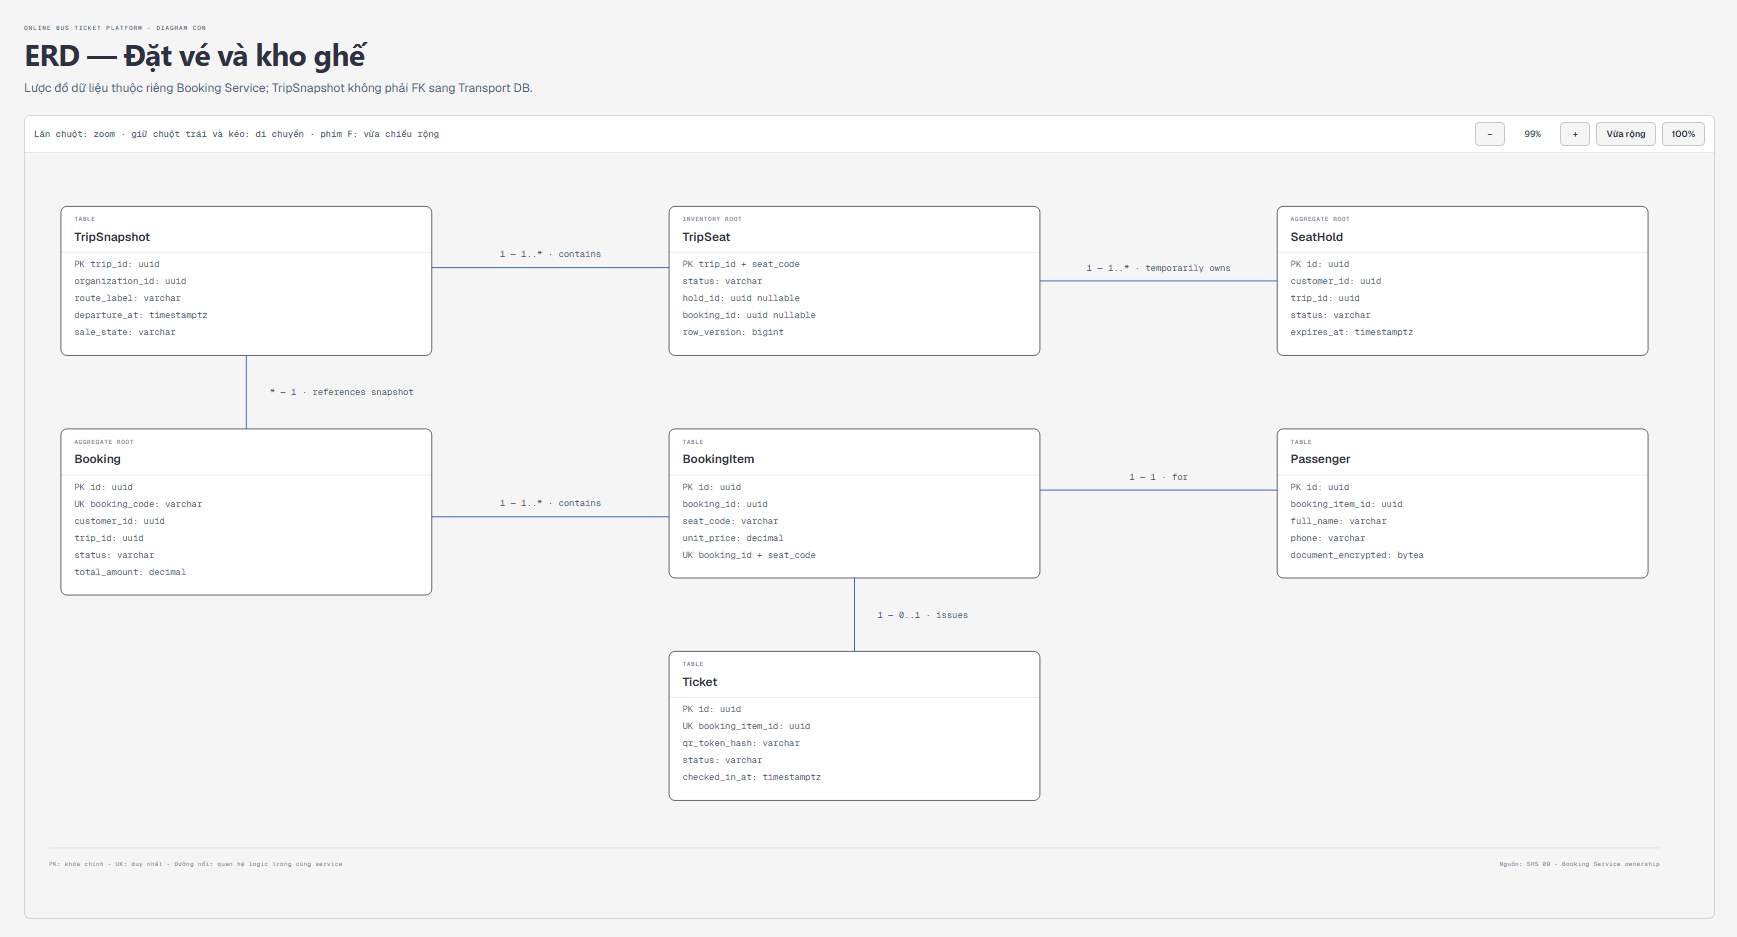 ONLINE BUS TICKET PLATFORM · DIAGRAM CON
ERD — Đặt vé và kho ghế
Lược đồ dữ liệu thuộc riêng Booking Service; TripSnapshot không phải FK sang Transport DB.
Lăn chuột: zoom · giữ chuột trái và kéo: di chuyển · phím F: vừa chiều rộng
−
99%
+
Vừa rộng
100%
TABLE
TripSnapshot
PK trip_id: uuid
organization_id: uuid
route_label: varchar
departure_at: timestamptz
sale_state: varchar
1 — 1..* · contains
INVENTORY ROOT
TripSeat
PK trip_id + seat_code
status: varchar
hold_id: uuid nullable
booking_id: uuid nullable
row_version: bigint
1 — 1..* · temporarily owns
AGGREGATE ROOT
SeatHold
PK id: uuid
customer_id: uuid
trip_id: uuid
status: varchar
expires_at: timestamptz
* — 1 · references snapshot
AGGREGATE ROOT
Booking
PK id: uuid
UK booking_code: varchar
customer_id: uuid
trip_id: uuid
status: varchar
total_amount: decimal
1 — 1..* · contains
TABLE
BookingItem
PK id: uuid
booking_id: uuid
seat_code: varchar
unit_price: decimal
UK booking_id + seat_code
1 — 1 · for
TABLE
Passenger
PK id: uuid
booking_item_id: uuid
full_name: varchar
phone: varchar
document_encrypted: bytea
1 — 0..1 · issues
TABLE
Ticket
PK id: uuid
UK booking_item_id: uuid
qr_token_hash: varchar
status: varchar
checked_in_at: timestamptz
PK: khóa chính · UK: duy nhất · Đường nối: quan hệ logic trong cùng service
Nguồn: SRS 09 · Booking Service ownership